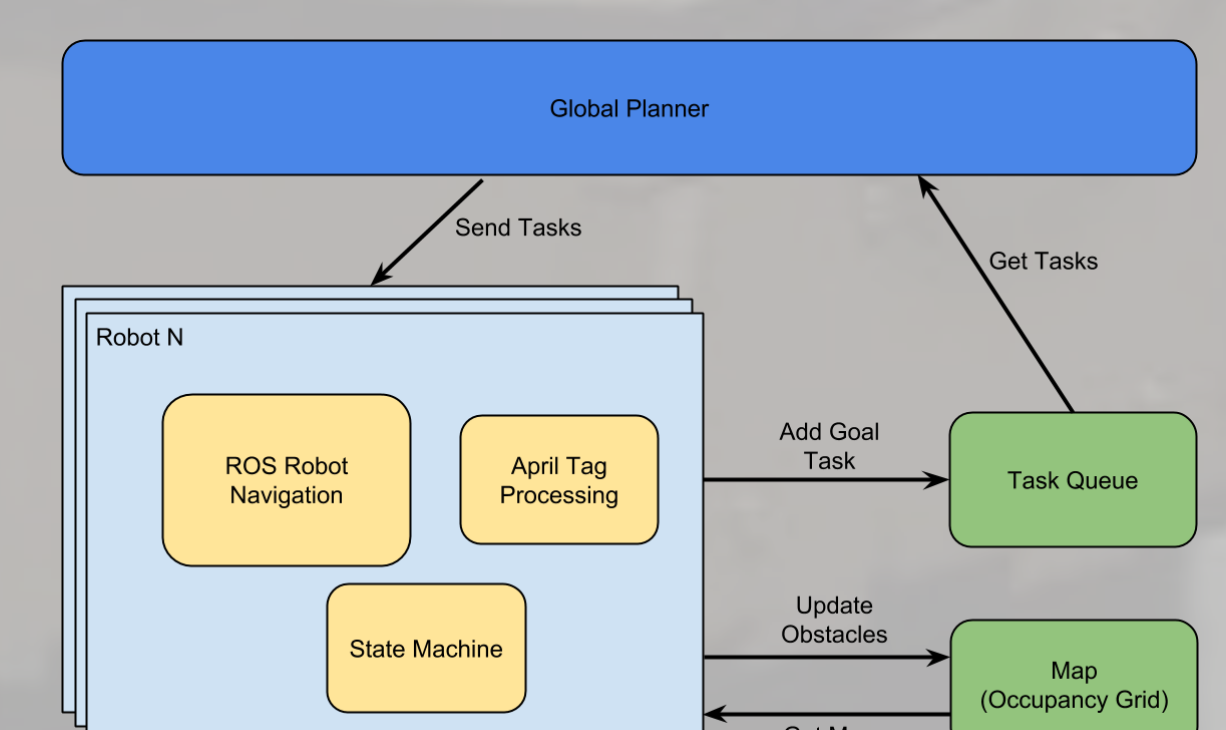 Global Planner
Send Tasks
Get Tasks
Robot N
ROS Robot
Navigation
April Tag
Processing
Add Goal
Task
Task Queue
State Machine
Update
Obstacles
Map
(Occupancy Grid)